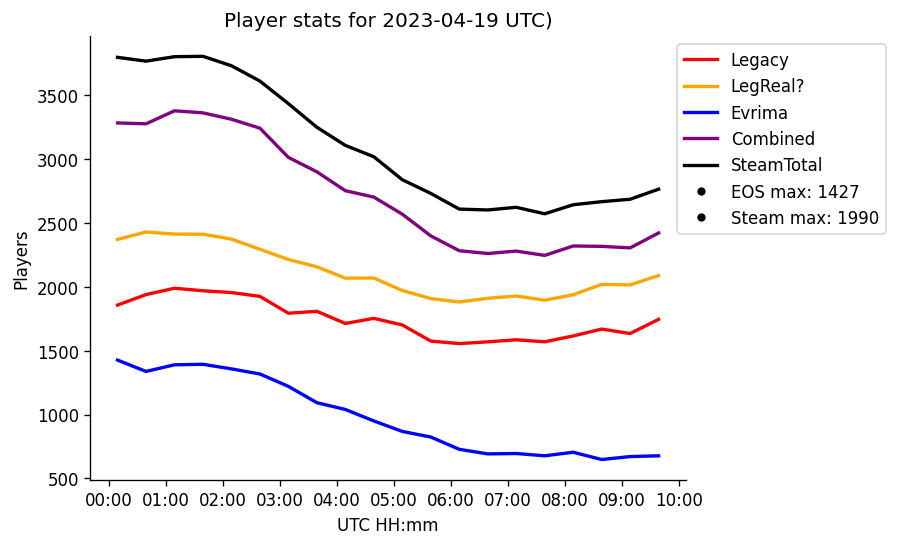 Player stats for 2023-04-19 UTC)
Legacy
LegReal?
Evrima
Combined
SteamTotal
EOS max: 1427
Steam max: 1990
Players
3500
3000
2500
2000
1500
1000
500
00:00 01:00 02:00 03:00 04:00 05:00 06:00 07:00 08:00 09:00 10:00
UTC HH:mm